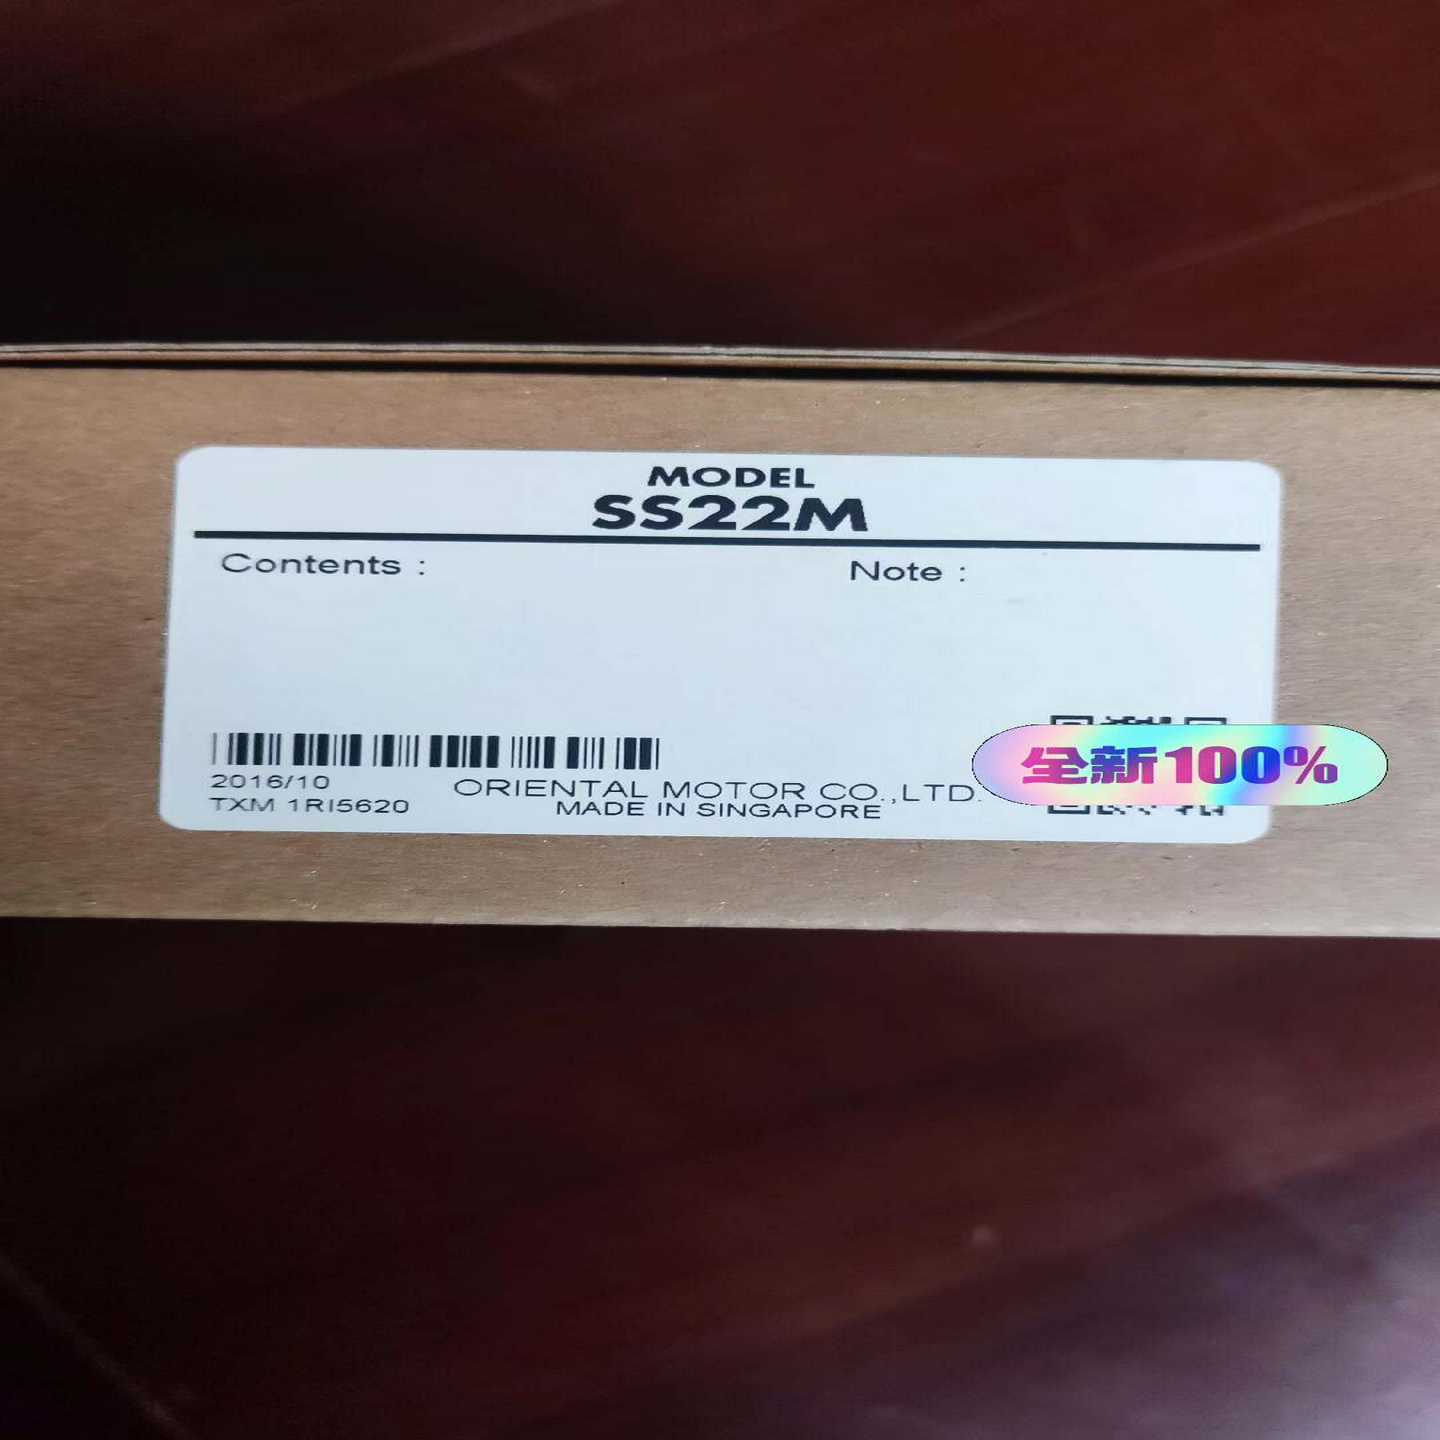 MODEL
SS22M
Contents :
Note :
2016/10
TXM 1RI5620
ORIENTAL MOTOR CO.,LTD.
MADE IN SINGAPORE
全新100%